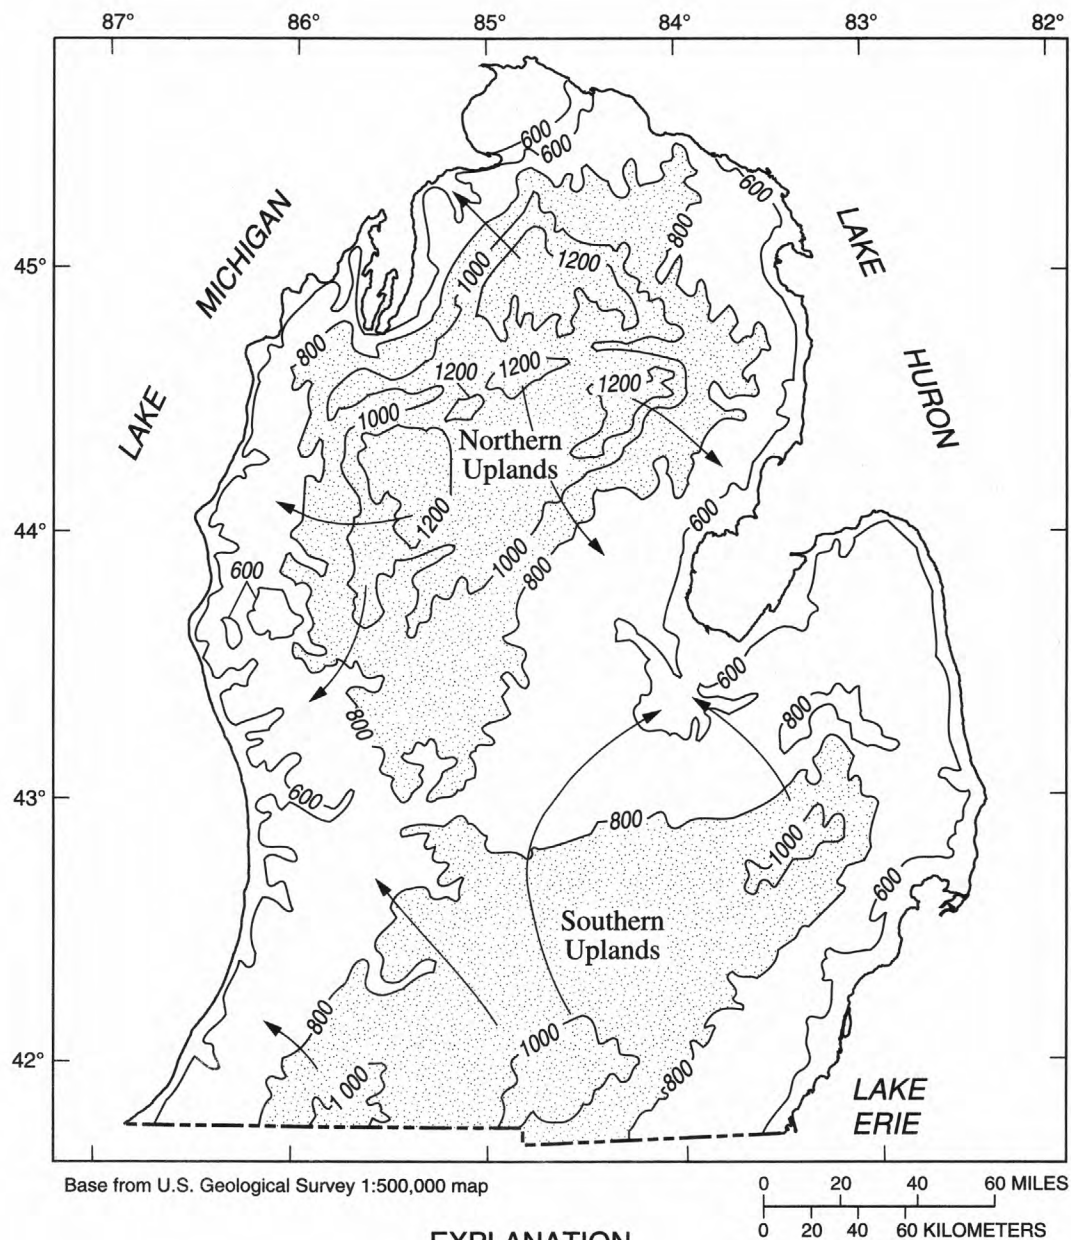 87° 86° 85° 84° 83° 82°
600
600
600
MICHIGAN
LAKE
800
45°
1000
1200
800
1200
1200
1200
HURON
LAKE
1000
Northern
Uplands
1200
600
44°
1000
600
800
600
800
800
43°
600
800
1000
600
Southern
Uplands
800
1000
42°
1 000
800
LAKE
ERIE
Base from U.S. Geological Survey 1:500,000 map
0 20 40 60 MILES
0 20 40 60 KILOMETERS
EXPLANATION